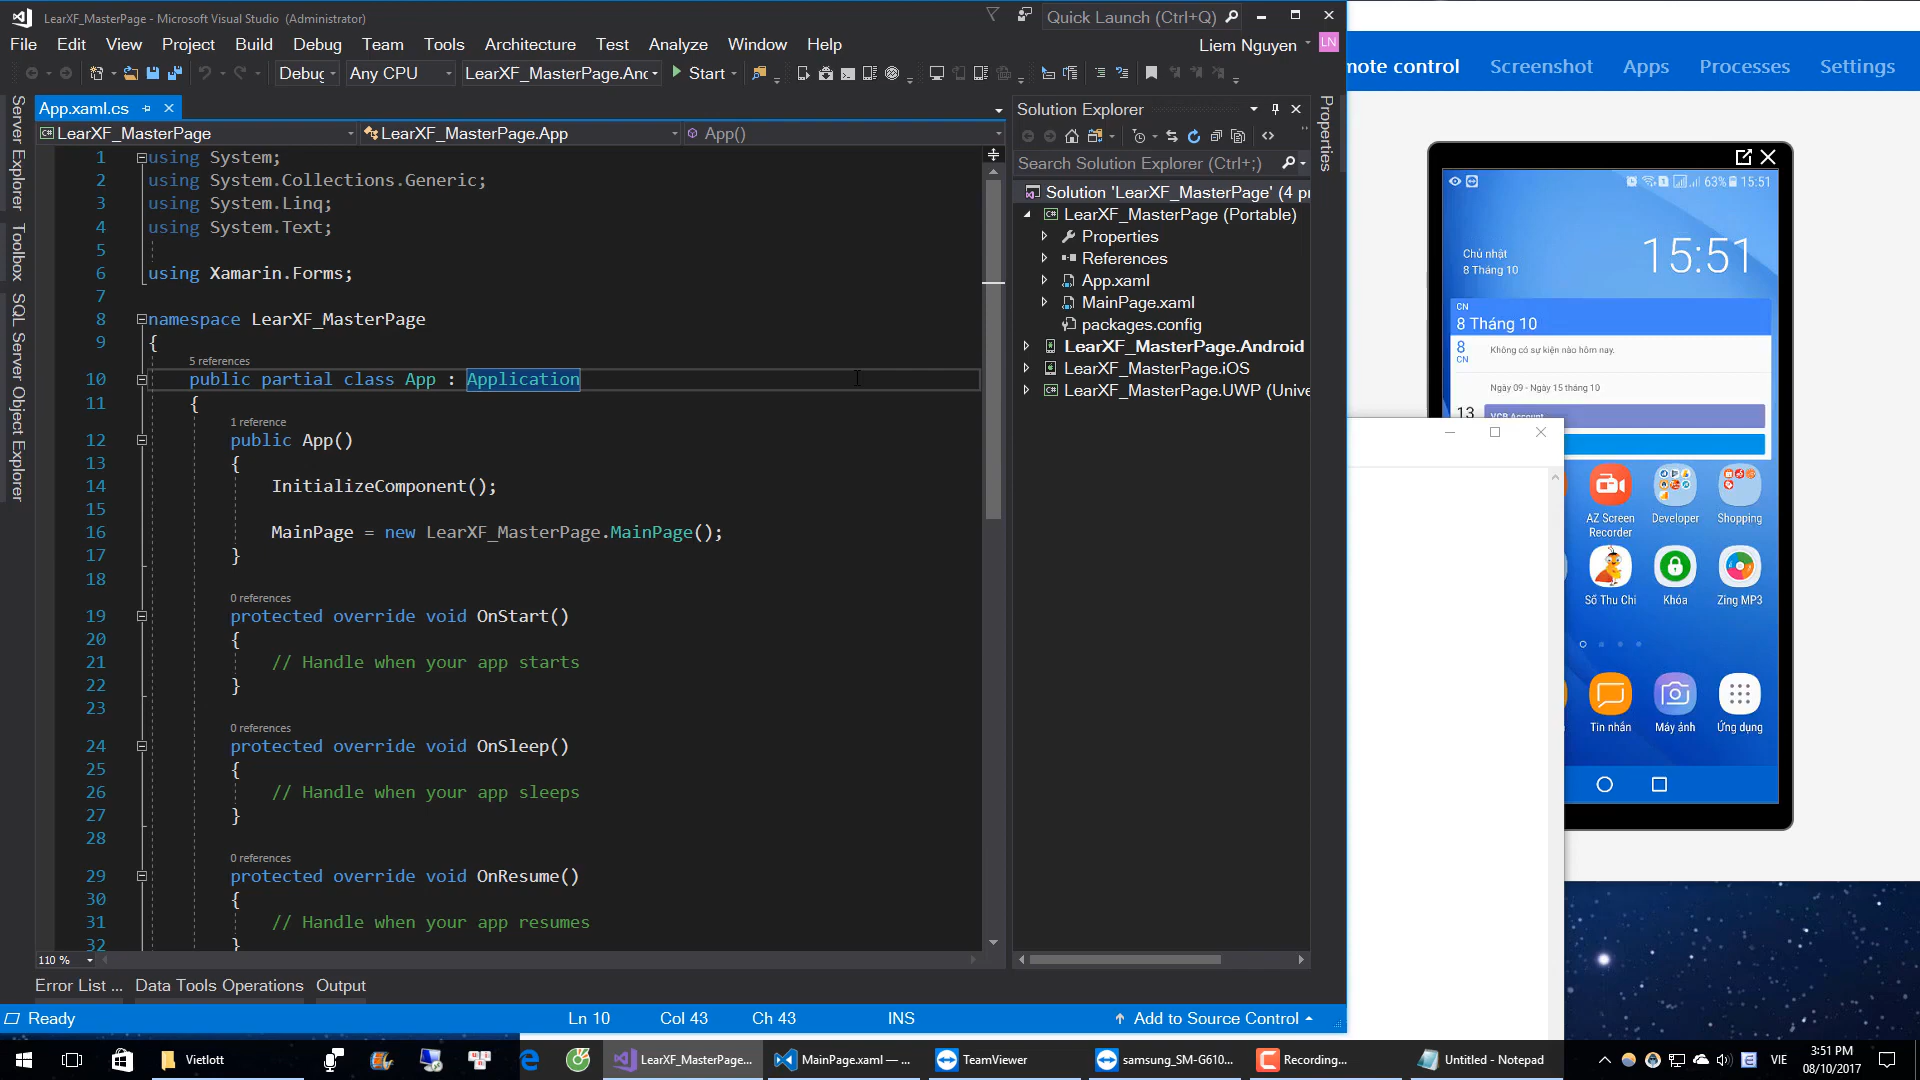 LearXF_MasterPage - Microsoft Visual Studio (Administrator)
Quick Launch (Ctrl+Q)
File Edit View Project Build Debug Team Tools Architecture Test Analyze Window Help
Liem Nguyen
LN
Debug Any CPU LearXF_MasterPage.Anc Start
App.xaml.cs
LearXF_MasterPage LearXF_MasterPage.App App()
Server Explorer
Toolbox
SQL Server Object Explorer
1 using System;
2 using System.Collections.Generic;
3 using System.Linq;
4 using System.Text;
5
6 using Xamarin.Forms;
7
8 namespace LearXF_MasterPage
9 {
5 references
10 public partial class App : Application
11 {
1 reference
12 public App()
13 {
14 InitializeComponent();
15
16 MainPage = new LearXF_MasterPage.MainPage();
17 }
18
0 references
19 protected override void OnStart()
20 {
21 // Handle when your app starts
22 }
23
0 references
24 protected override void OnSleep()
25 {
26 // Handle when your app sleeps
27 }
28
0 references
29 protected override void OnResume()
30 {
31 // Handle when your app resumes
32 }
110 %
Error List ... Data Tools Operations Output
Ready Ln 10 Col 43 Ch 43 INS Add to Source Control
Solution Explorer
Search Solution Explorer (Ctrl+;)
Solution 'LearXF_MasterPage' (4 pr
LearXF_MasterPage (Portable)
Properties
References
App.xaml
MainPage.xaml
packages.config
LearXF_MasterPage.Android
LearXF_MasterPage.iOS
LearXF_MasterPage.UWP (Unive
Properties
mote control Screenshot Apps Processes Settings
63% 15:51
Chủ nhật
8 Tháng 10
15:51
CN
8 Tháng 10
8
CN
Không có sự kiện nào hôm nay.
Ngày 09 - Ngày 15 tháng 10
13
VCB Account
AZ Screen Recorder
Developer
Shopping
Sổ Thu Chi
Khóa
Zing MP3
Tin nhắn
Máy ảnh
Ứng dụng
Vietlott
LearXF_MasterPage...
MainPage.xaml — ...
TeamViewer
samsung_SM-G610...
Recording...
Untitled - Notepad
VIE
3:51 PM
08/10/2017